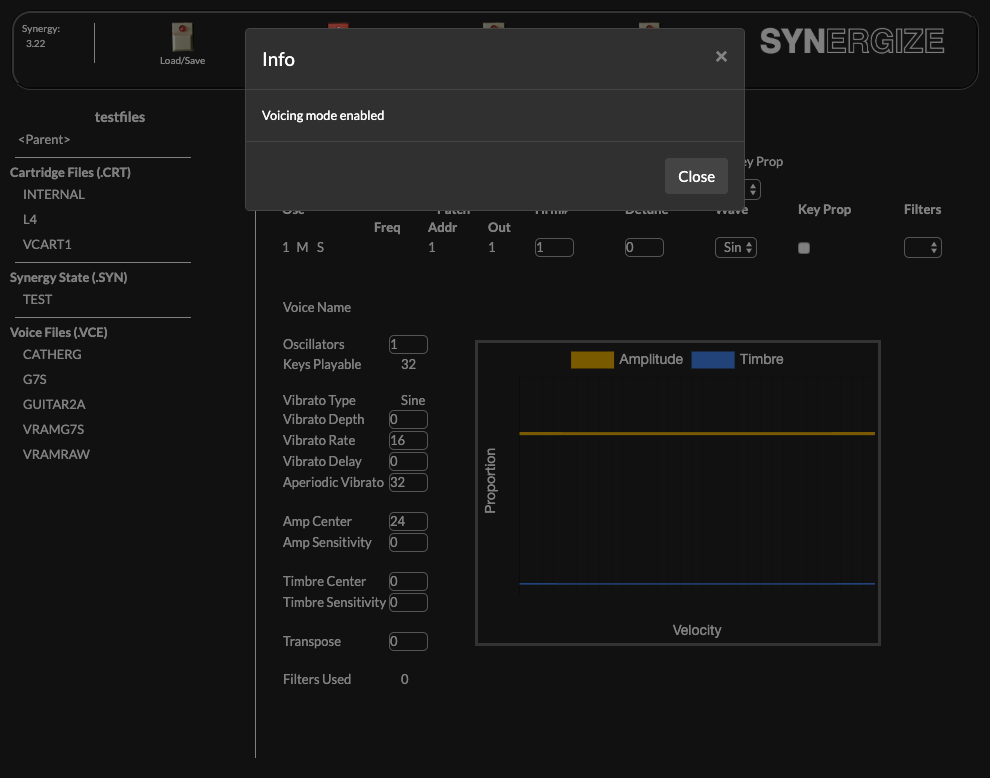 Synergy:
3.22
Load/Save
SYNERGIZE
Info
×
Voicing mode enabled
Close
testfiles
<Parent>
Cartridge Files (.CRT)
INTERNAL
L4
VCART1
Synergy State (.SYN)
TEST
Voice Files (.VCE)
CATHERG
G7S
GUITAR2A
VRAMG7S
VRAMRAW
Prop
Osc Patch Detune Wave Key Prop Filters
Freq Addr Out
1 M S 1 1 1 0 Sin
Voice Name
Oscillators 1
Keys Playable 32
Vibrato Type Sine
Vibrato Depth 0
Vibrato Rate 16
Vibrato Delay 0
Aperiodic Vibrato 32
Amp Center 24
Amp Sensitivity 0
Timbre Center 0
Timbre Sensitivity 0
Transpose 0
Filters Used 0
Amplitude Timbre
Proportion
Velocity